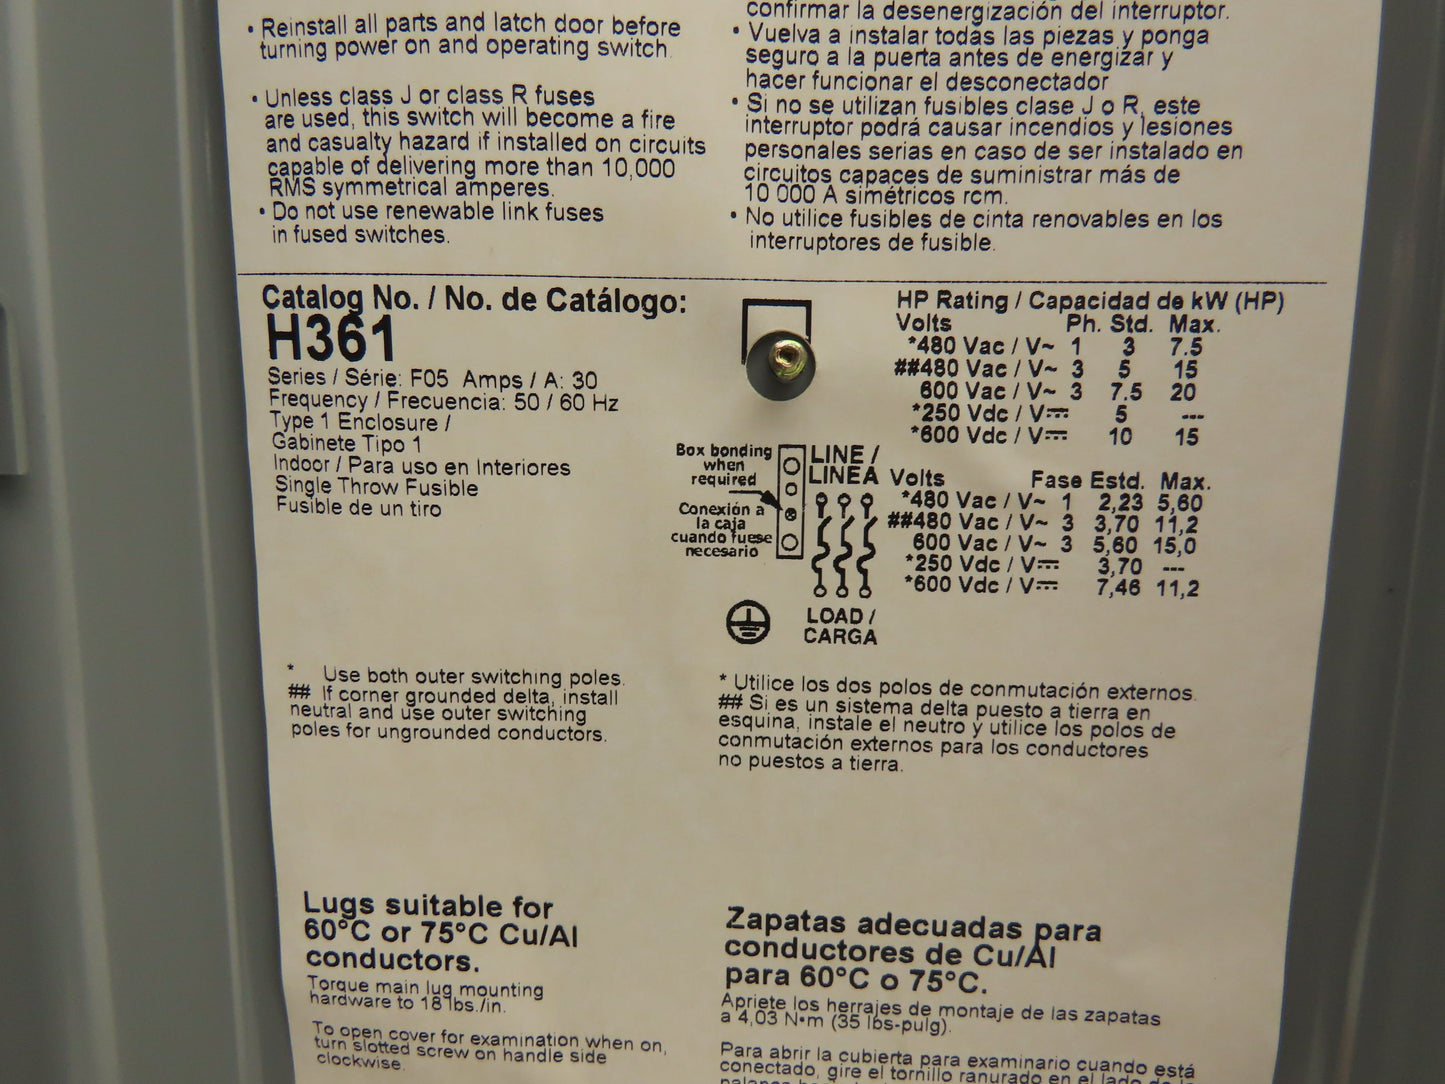 • Reinstall all parts and latch door before
turning power on and operating switch.
• Unless class J or class R fuses
are used, this switch will become a fire
and casualty hazard if installed on circuits
capable of delivering more than 10,000
RMS symmetrical amperes.
• Do not use renewable link fuses
in fused switches.
confirmar la desenergización del interruptor.
• Vuelva a instalar todas las piezas y ponga
seguro a la puerta antes de energizar y
hacer funcionar el desconectador
• Si no se utilizan fusibles clase J o R, este
interruptor podrá causar incendios y lesiones
personales serias en caso de ser instalado en
circuitos capaces de suministrar más de
10 000 A simétricos rcm.
• No utilice fusibles de cinta renovables en los
interruptores de fusible.
Catalog No. / No. de Catálogo:
H361
Series / Série: F05 Amps / A: 30
Frequency / Frecuencia: 50 / 60 Hz
Type 1 Enclosure /
Gabinete Tipo 1
Indoor / Para uso en Interiores
Single Throw Fusible
Fusible de un tiro
HP Rating / Capacidad de kW (HP)
Volts Ph. Std. Max.
*480 Vac / V~ 1 3 7.5
##480 Vac / V~ 3 5 15
600 Vac / V~ 3 7.5 20
*250 Vdc / V⎓ 5 ---
*600 Vdc / V⎓ 10 15
Box bonding
when
required
Conexión a
la caja
cuando fuese
necesario
LINE /
LINEA
LOAD /
CARGA
Volts Fase Estd. Max.
*480 Vac / V~ 1 2,23 5,60
##480 Vac / V~ 3 3,70 11,2
600 Vac / V~ 3 5,60 15,0
*250 Vdc / V⎓ 3,70 ---
*600 Vdc / V⎓ 7,46 11,2
* Use both outer switching poles.
## If corner grounded delta, install
neutral and use outer switching
poles for ungrounded conductors.
* Utilice los dos polos de conmutación externos.
## Si es un sistema delta puesto a tierra en
esquina, instale el neutro y utilice los polos de
conmutación externos para los conductores
no puestos a tierra.
Lugs suitable for
60°C or 75°C Cu/Al
conductors.
Torque main lug mounting
hardware to 18 lbs./in.
To open cover for examination when on,
turn slotted screw on handle side
clockwise.
Zapatas adecuadas para
conductores de Cu/Al
para 60°C o 75°C.
Apriete los herrajes de montaje de las zapatas
a 4,03 N•m (35 lbs-pulg).
Para abrir la cubierta para examinario cuando está
conectado, gire el tornillo ranurado en el lado de la